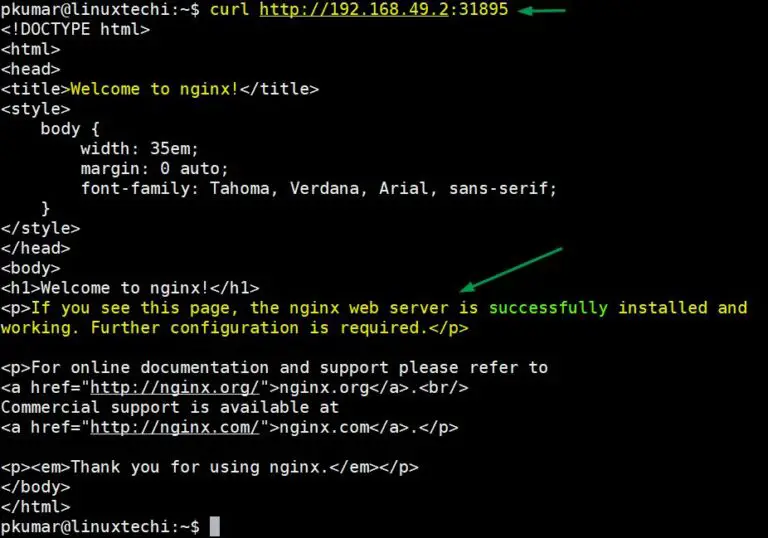 pkumar@linuxtechi:~$ curl http://192.168.49.2:31895
<!DOCTYPE html>
<html>
<head>
<title>Welcome to nginx!</title>
<style>
    body {
        width: 35em;
        margin: 0 auto;
        font-family: Tahoma, Verdana, Arial, sans-serif;
    }
</style>
</head>
<body>
<h1>Welcome to nginx!</h1>
<p>If you see this page, the nginx web server is successfully installed and
working. Further configuration is required.</p>

<p>For online documentation and support please refer to
<a href="http://nginx.org/">nginx.org</a>.<br/>
Commercial support is available at
<a href="http://nginx.com/">nginx.com</a>.</p>

<p><em>Thank you for using nginx.</em></p>
</body>
</html>
pkumar@linuxtechi:~$